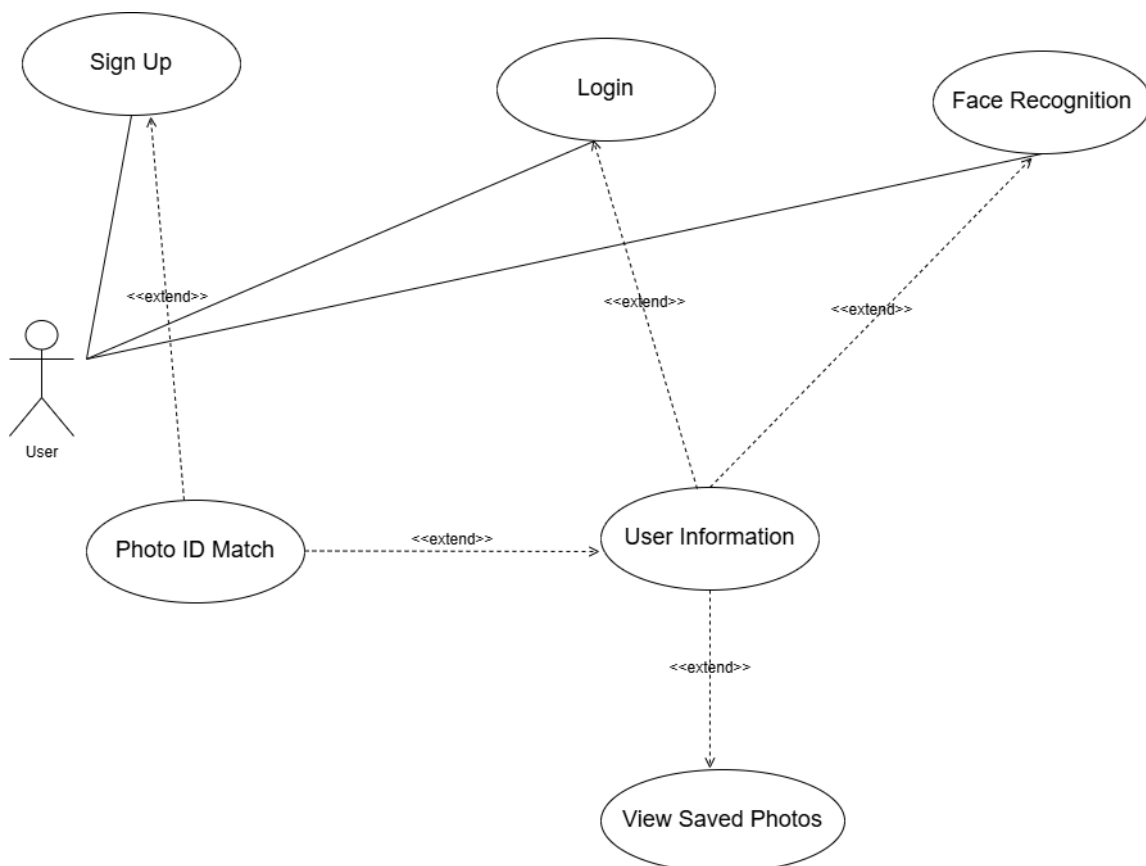 Sign Up
Login
Face Recognition
<<extend>>
<<extend>>
<<extend>>
User
Photo ID Match
<<extend>>
User Information
<<extend>>
View Saved Photos